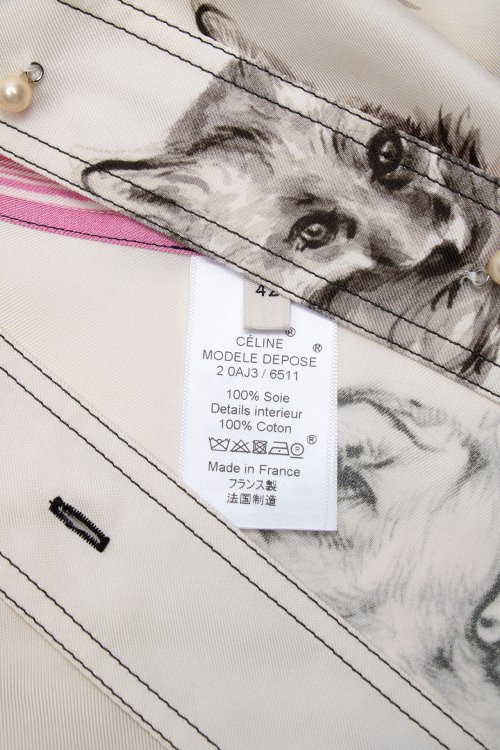 42
®
CÉLINE
MODELE DEPOSE ®
2 0AJ3 / 6511
100% Soie
Details interieur
100% Coton
®
Made in France
フランス製
法国制造